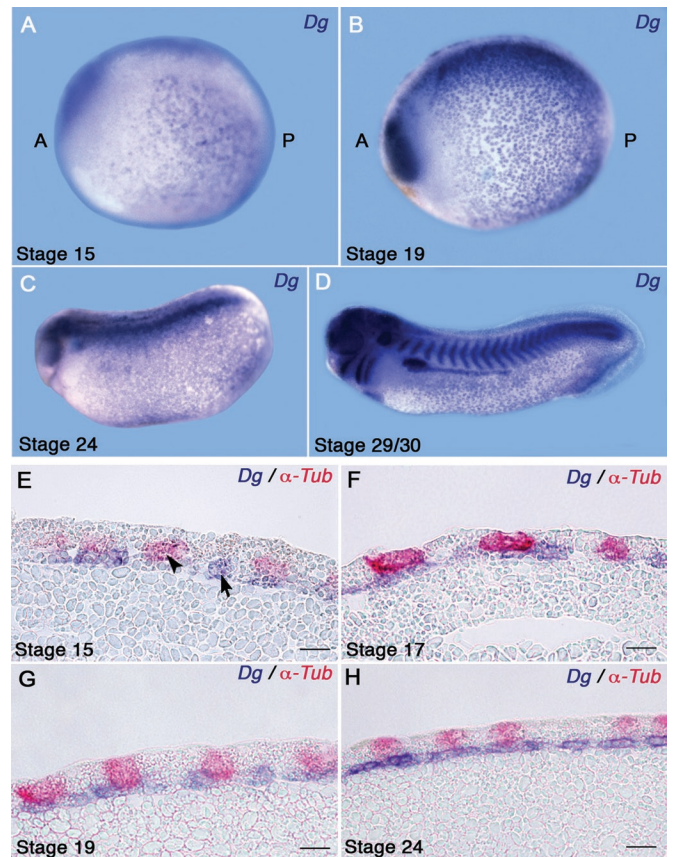 A
Dg
A
P
Stage 15
B
Dg
A
P
Stage 19
C
Dg
Stage 24
D
Dg
Stage 29/30
E
Dg / α-Tub
Stage 15
F
Dg / α-Tub
Stage 17
G
Dg / α-Tub
Stage 19
H
Dg / α-Tub
Stage 24